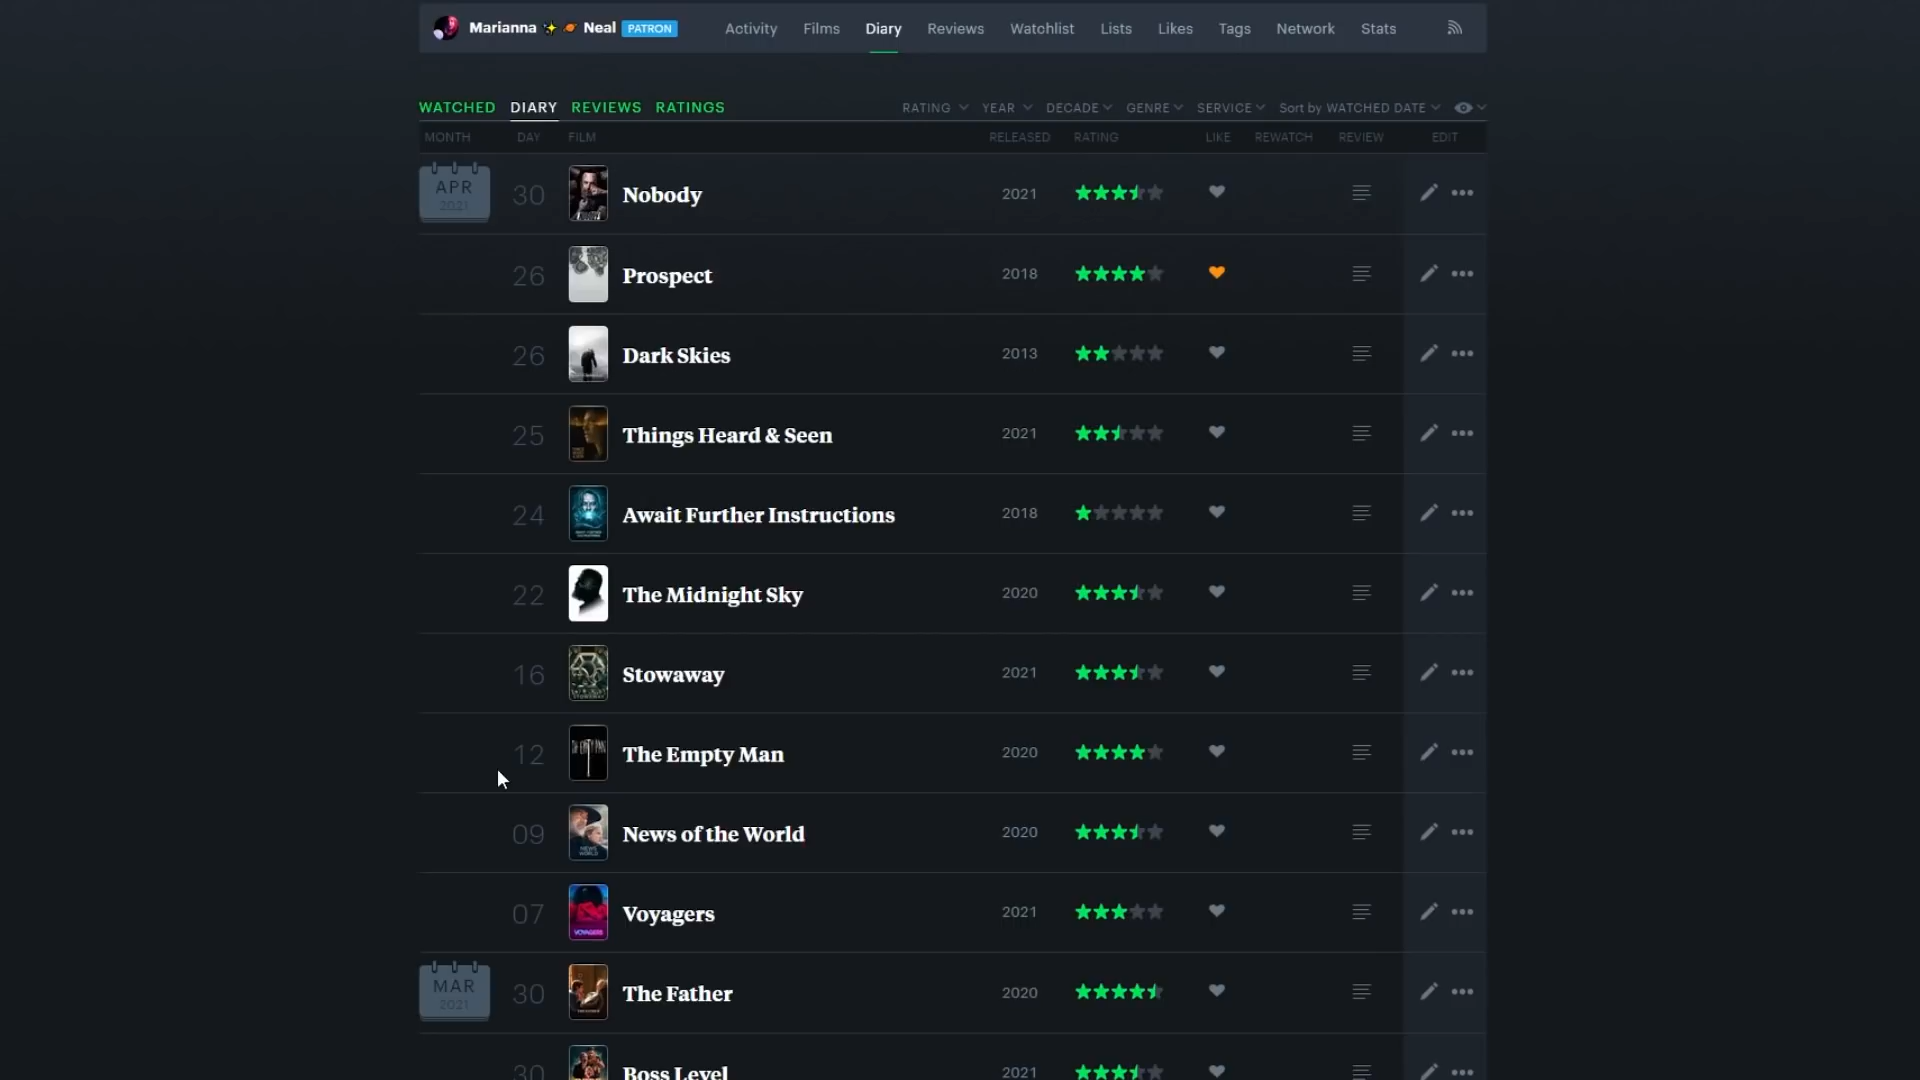 Marianna ✨ 🪐 Neal PATRON Activity Films Diary Reviews Watchlist Lists Likes Tags Network Stats
WATCHED DIARY REVIEWS RATINGS RATING YEAR DECADE GENRE SERVICE Sort by WATCHED DATE
MONTH DAY FILM RELEASED RATING LIKE REWATCH REVIEW EDIT
APR 2021 30 Nobody 2021
26 Prospect 2018
26 Dark Skies 2013
25 Things Heard & Seen 2021
24 Await Further Instructions 2018
22 The Midnight Sky 2020
16 Stowaway 2021
12 The Empty Man 2020
09 News of the World 2020
07 Voyagers 2021
MAR 2021 30 The Father 2020
30 Boss Level 2021